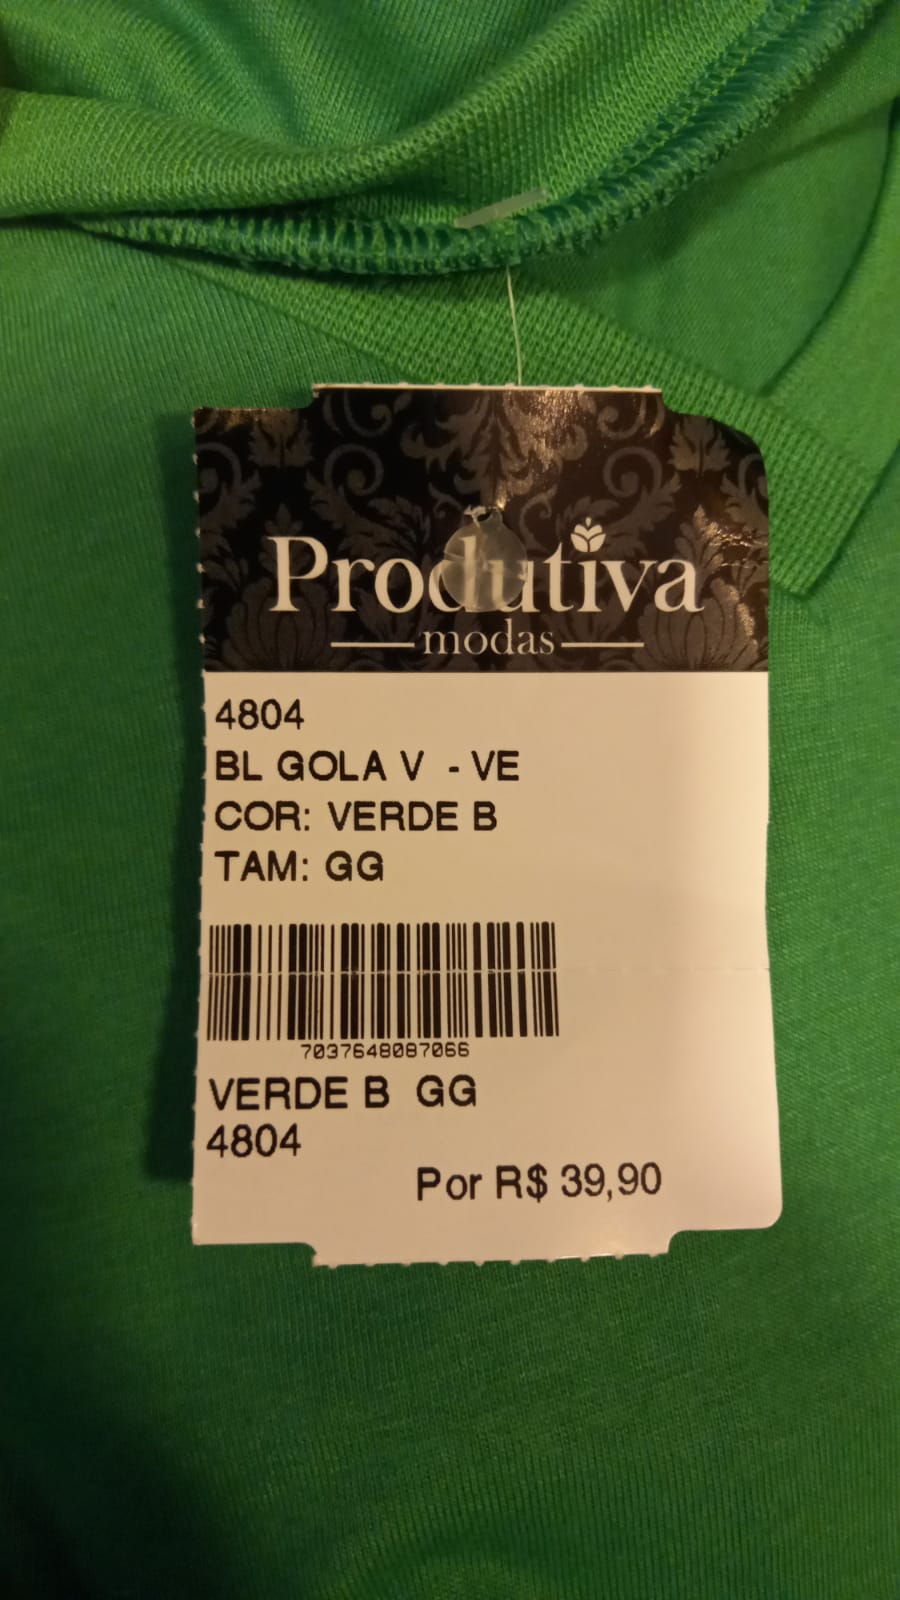 Produtiva
modas
4804
BL GOLA V - VE
COR: VERDE B
TAM: GG
7037648087066
VERDE B GG
4804
Por R$ 39,90